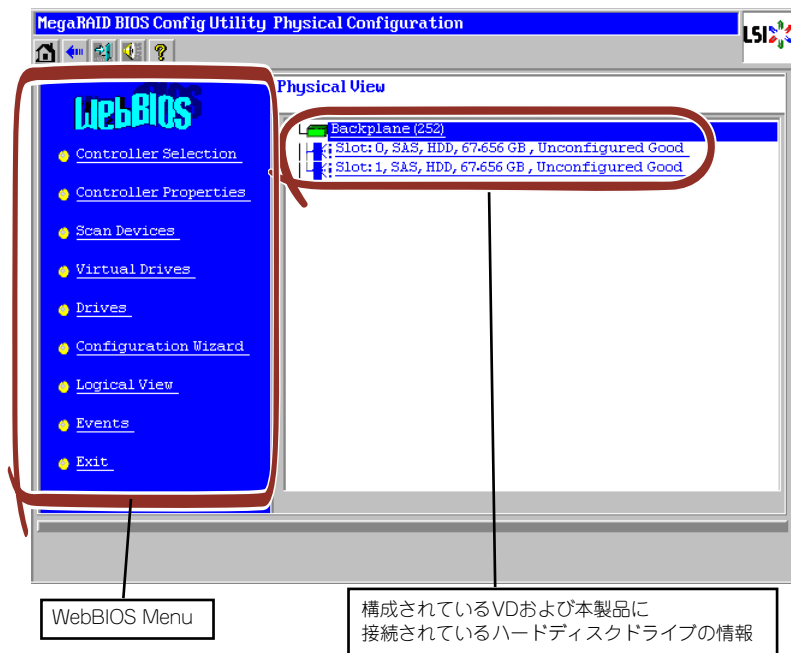 MegaRAID BIOS Config Utility Physical Configuration
LSI
WebBIOS
Controller Selection
Controller Properties
Scan Devices
Virtual Drives
Drives
Configuration Wizard
Logical View
Events
Exit
Physical View
Backplane (252)
Slot: 0, SAS, HDD, 67.656 GB , Unconfigured Good
Slot: 1, SAS, HDD, 67.656 GB , Unconfigured Good
WebBIOS Menu
構成されているVDおよび本製品に
接続されているハードディスクドライブの情報